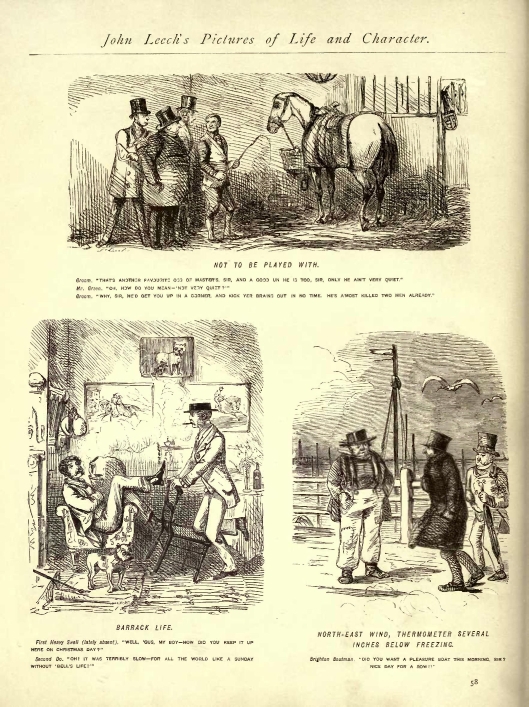 John Leech's Pictures of Life and Character.
NOT TO BE PLAYED WITH.
Groom. "THAT'S ANOTHER FAVOURITE OSS OF MASTER'S, SIR, AND A GOOD UN HE IS TOO, SIR, ONLY HE AIN'T VERY QUIET."
Mr. Green. "OH, HOW DO YOU MEAN—'NOT VERY QUIET?'"
Groom. "WHY, SIR, HE'D GET YOU UP IN A CORNER, AND KICK YER BRAINS OUT IN NO TIME. HE'S A'MOST KILLED TWO MEN ALREADY."
BARRACK LIFE.
First Heavy Swell (lately absent). "WELL, 'GUS, MY BOY—HOW DID YOU KEEP IT UP
HERE ON CHRISTMAS DAY?"
Second Do. "OH! IT WAS TERRIBLY SLOW—FOR ALL THE WORLD LIKE A SUNDAY
WITHOUT 'BELL'S LIFE!'"
NORTH-EAST WIND, THERMOMETER SEVERAL
INCHES BELOW FREEZING.
Brighton Boatman. "DID YOU WANT A PLEASURE BOAT THIS MORNING, SIR?
NICE DAY FOR A ROW!!"
58